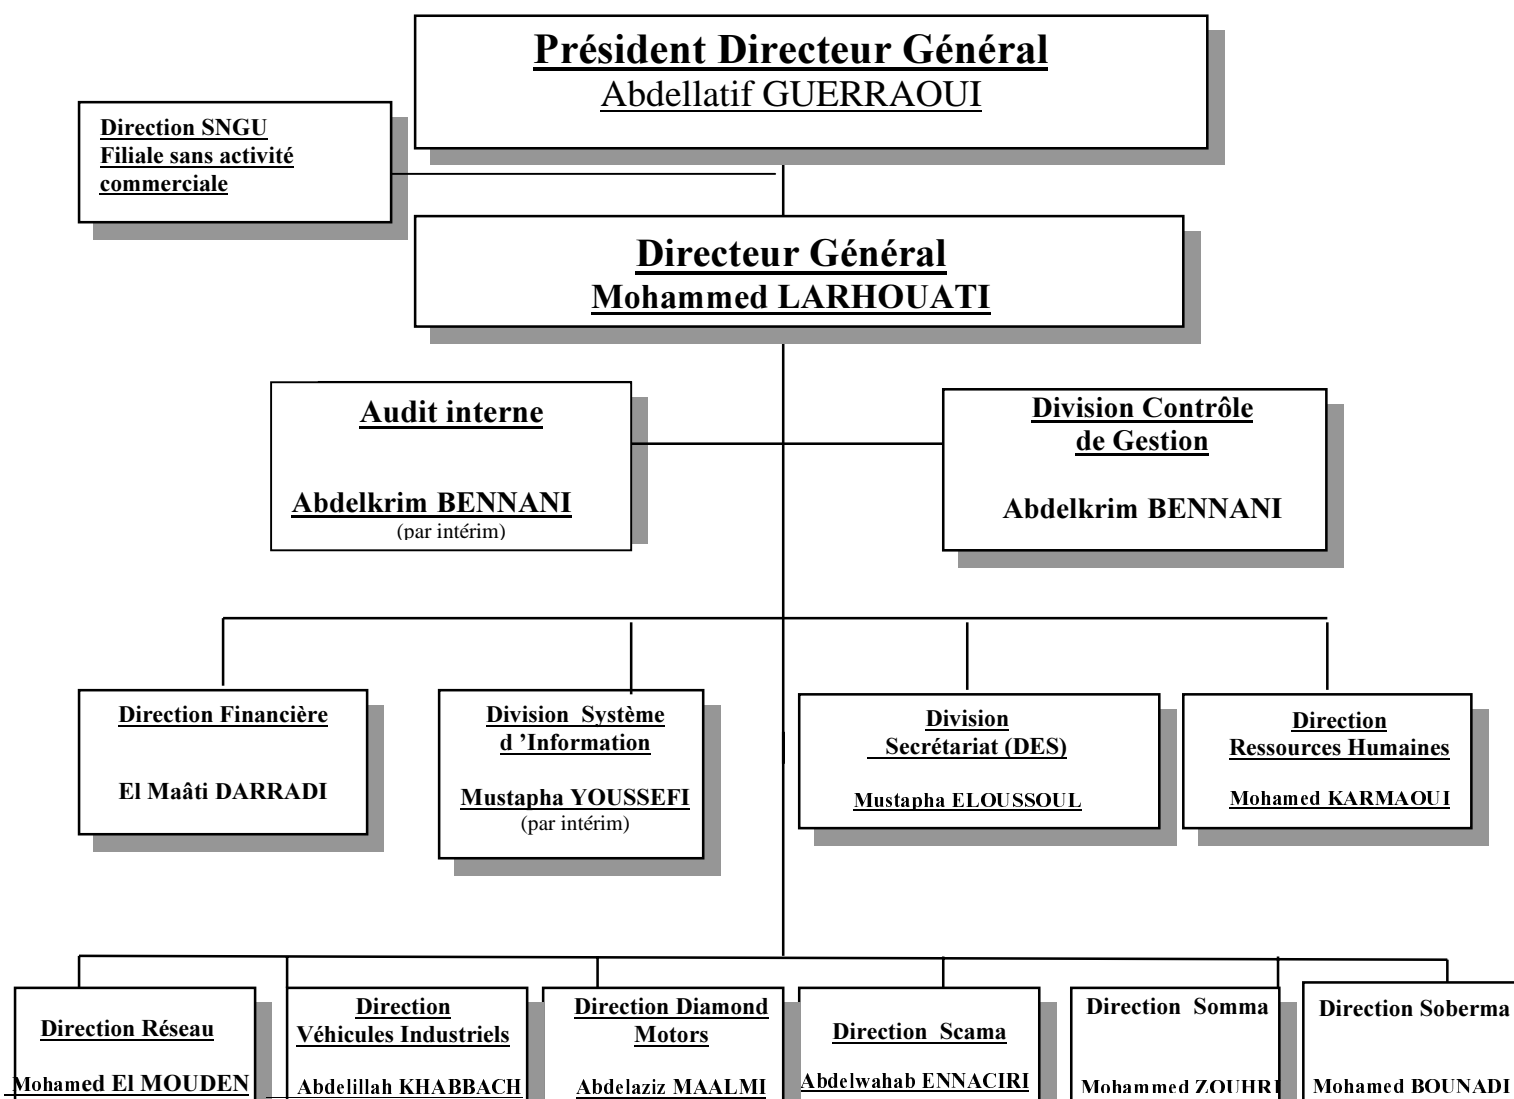 Président Directeur Général
Abdellatif GUERRAOUI
Direction SNGU
Filiale sans activité
commerciale
Directeur Général
Mohammed LARHOUATI
Audit interne
Abdelkrim BENNANI
(par intérim)
Division Contrôle
de Gestion
Abdelkrim BENNANI
Direction Financière
El Maâti DARRADI
Division Système
d ’Information
Mustapha YOUSSEFI
(par intérim)
Division
Secrétariat (DES)
Mustapha ELOUSSOUL
Direction
Ressources Humaines
Mohamed KARMAOUI
Direction Réseau
Mohamed El MOUDEN
Direction
Véhicules Industriels
Abdelillah KHABBACH
Direction Diamond
Motors
Abdelaziz MAALMI
Direction Scama
Abdelwahab ENNACIRI
Direction Somma
Mohammed ZOUHRI
Direction Soberma
Mohamed BOUNADI